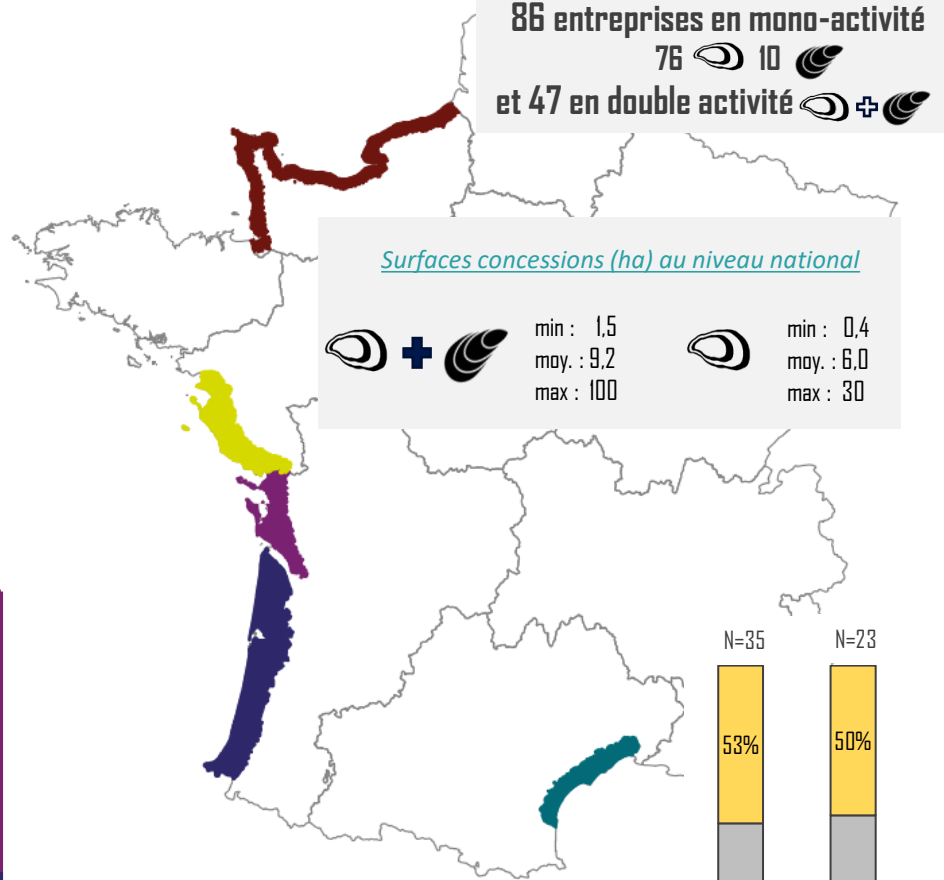 86 entreprises en mono-activité
76 10
et 47 en double activité
Surfaces concessions (ha) au niveau national
min : 1,5
moy. : 9,2
max : 100
min : 0,4
moy. : 6,0
max : 30
N=35
N=23
53%
50%